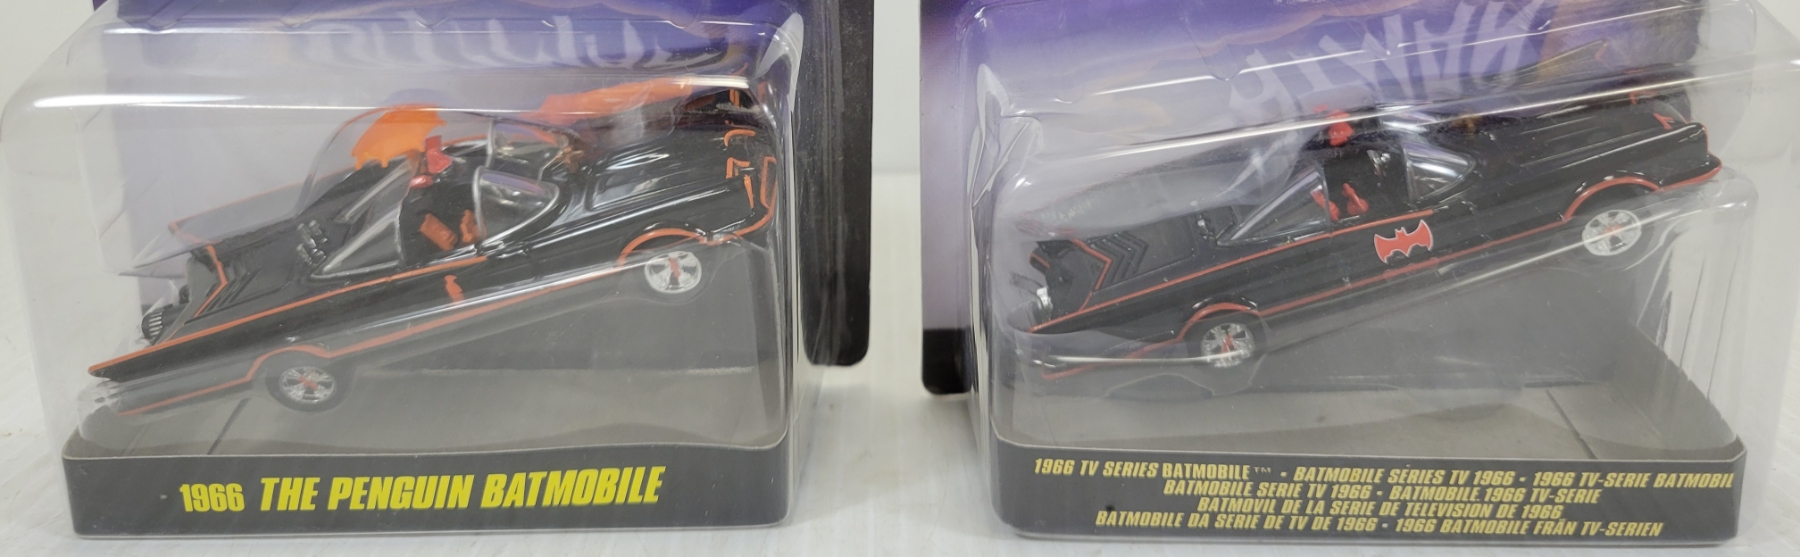 1966 THE PENGUIN BATMOBILE
1966 TV SERIES BATMOBILE™ • BATMOBILE SERIES TV 1966 • 1966 TV-SERIE BATMOBIL
BATMOBILE SERIE TV 1966 • BATMOBILE 1966 TV-SERIE
BATMOVIL DE LA SERIE DE TELEVISION DE 1966
BATMOBILE DA SERIE DE TV DE 1966 • 1966 BATMOBILE FRÅN TV-SERIEN